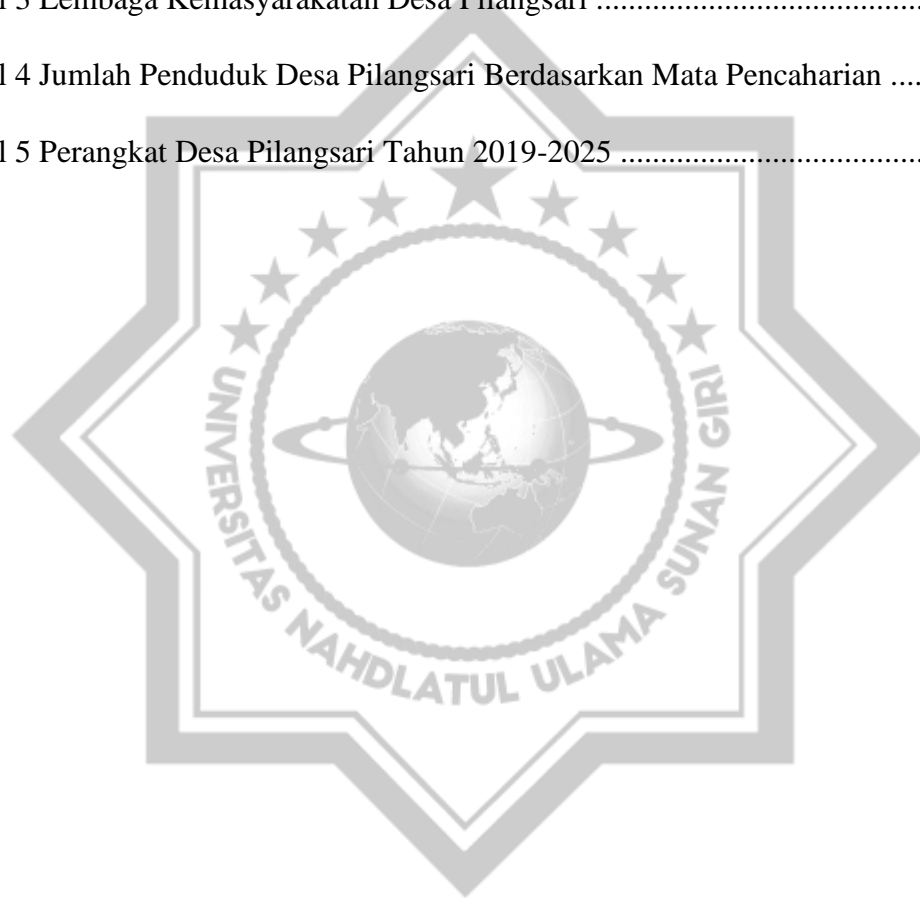 l 3 Lembaga Kemasyarakatan Desa Pilangsari ..........................................
l 4 Jumlah Penduduk Desa Pilangsari Berdasarkan Mata Pencaharian ....
l 5 Perangkat Desa Pilangsari Tahun 2019-2025 .......................................
UNIVERSITAS NAHDLATUL ULAMA SUNAN GIRI